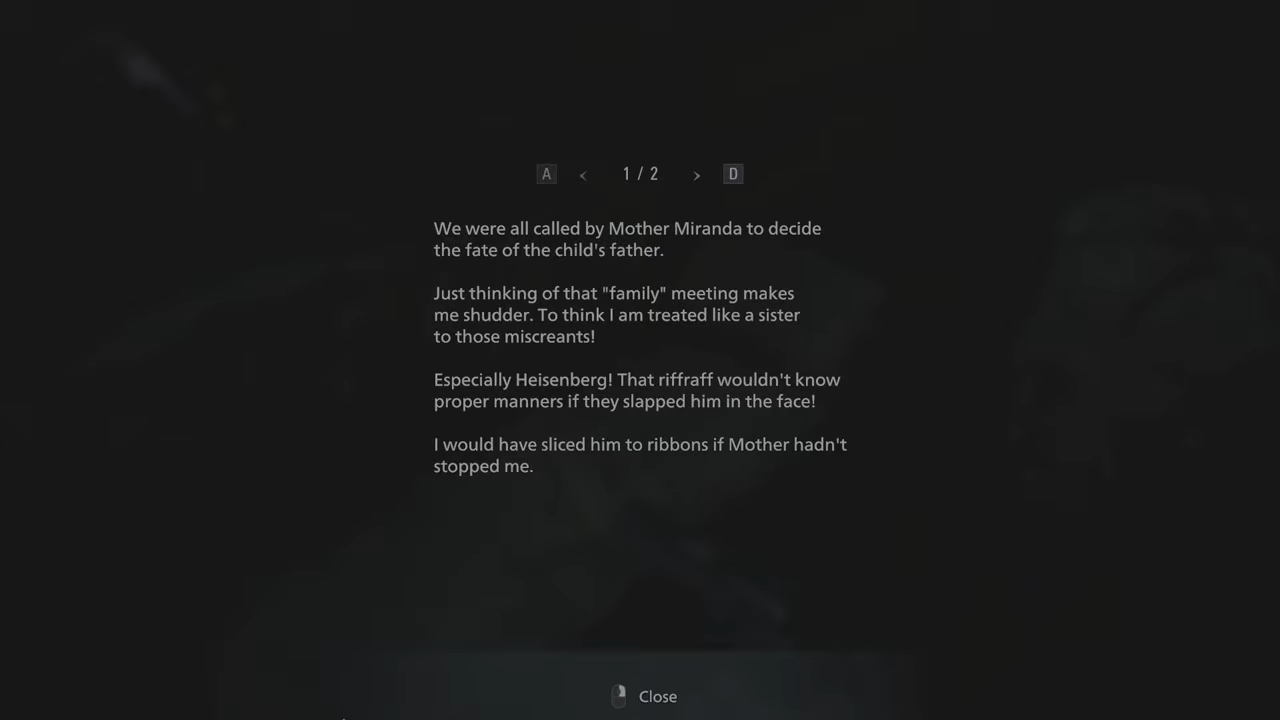 A < 1 / 2 > D
We were all called by Mother Miranda to decide
the fate of the child's father.
Just thinking of that "family" meeting makes
me shudder. To think I am treated like a sister
to those miscreants!
Especially Heisenberg! That riffraff wouldn't know
proper manners if they slapped him in the face!
I would have sliced him to ribbons if Mother hadn't
stopped me.
Close